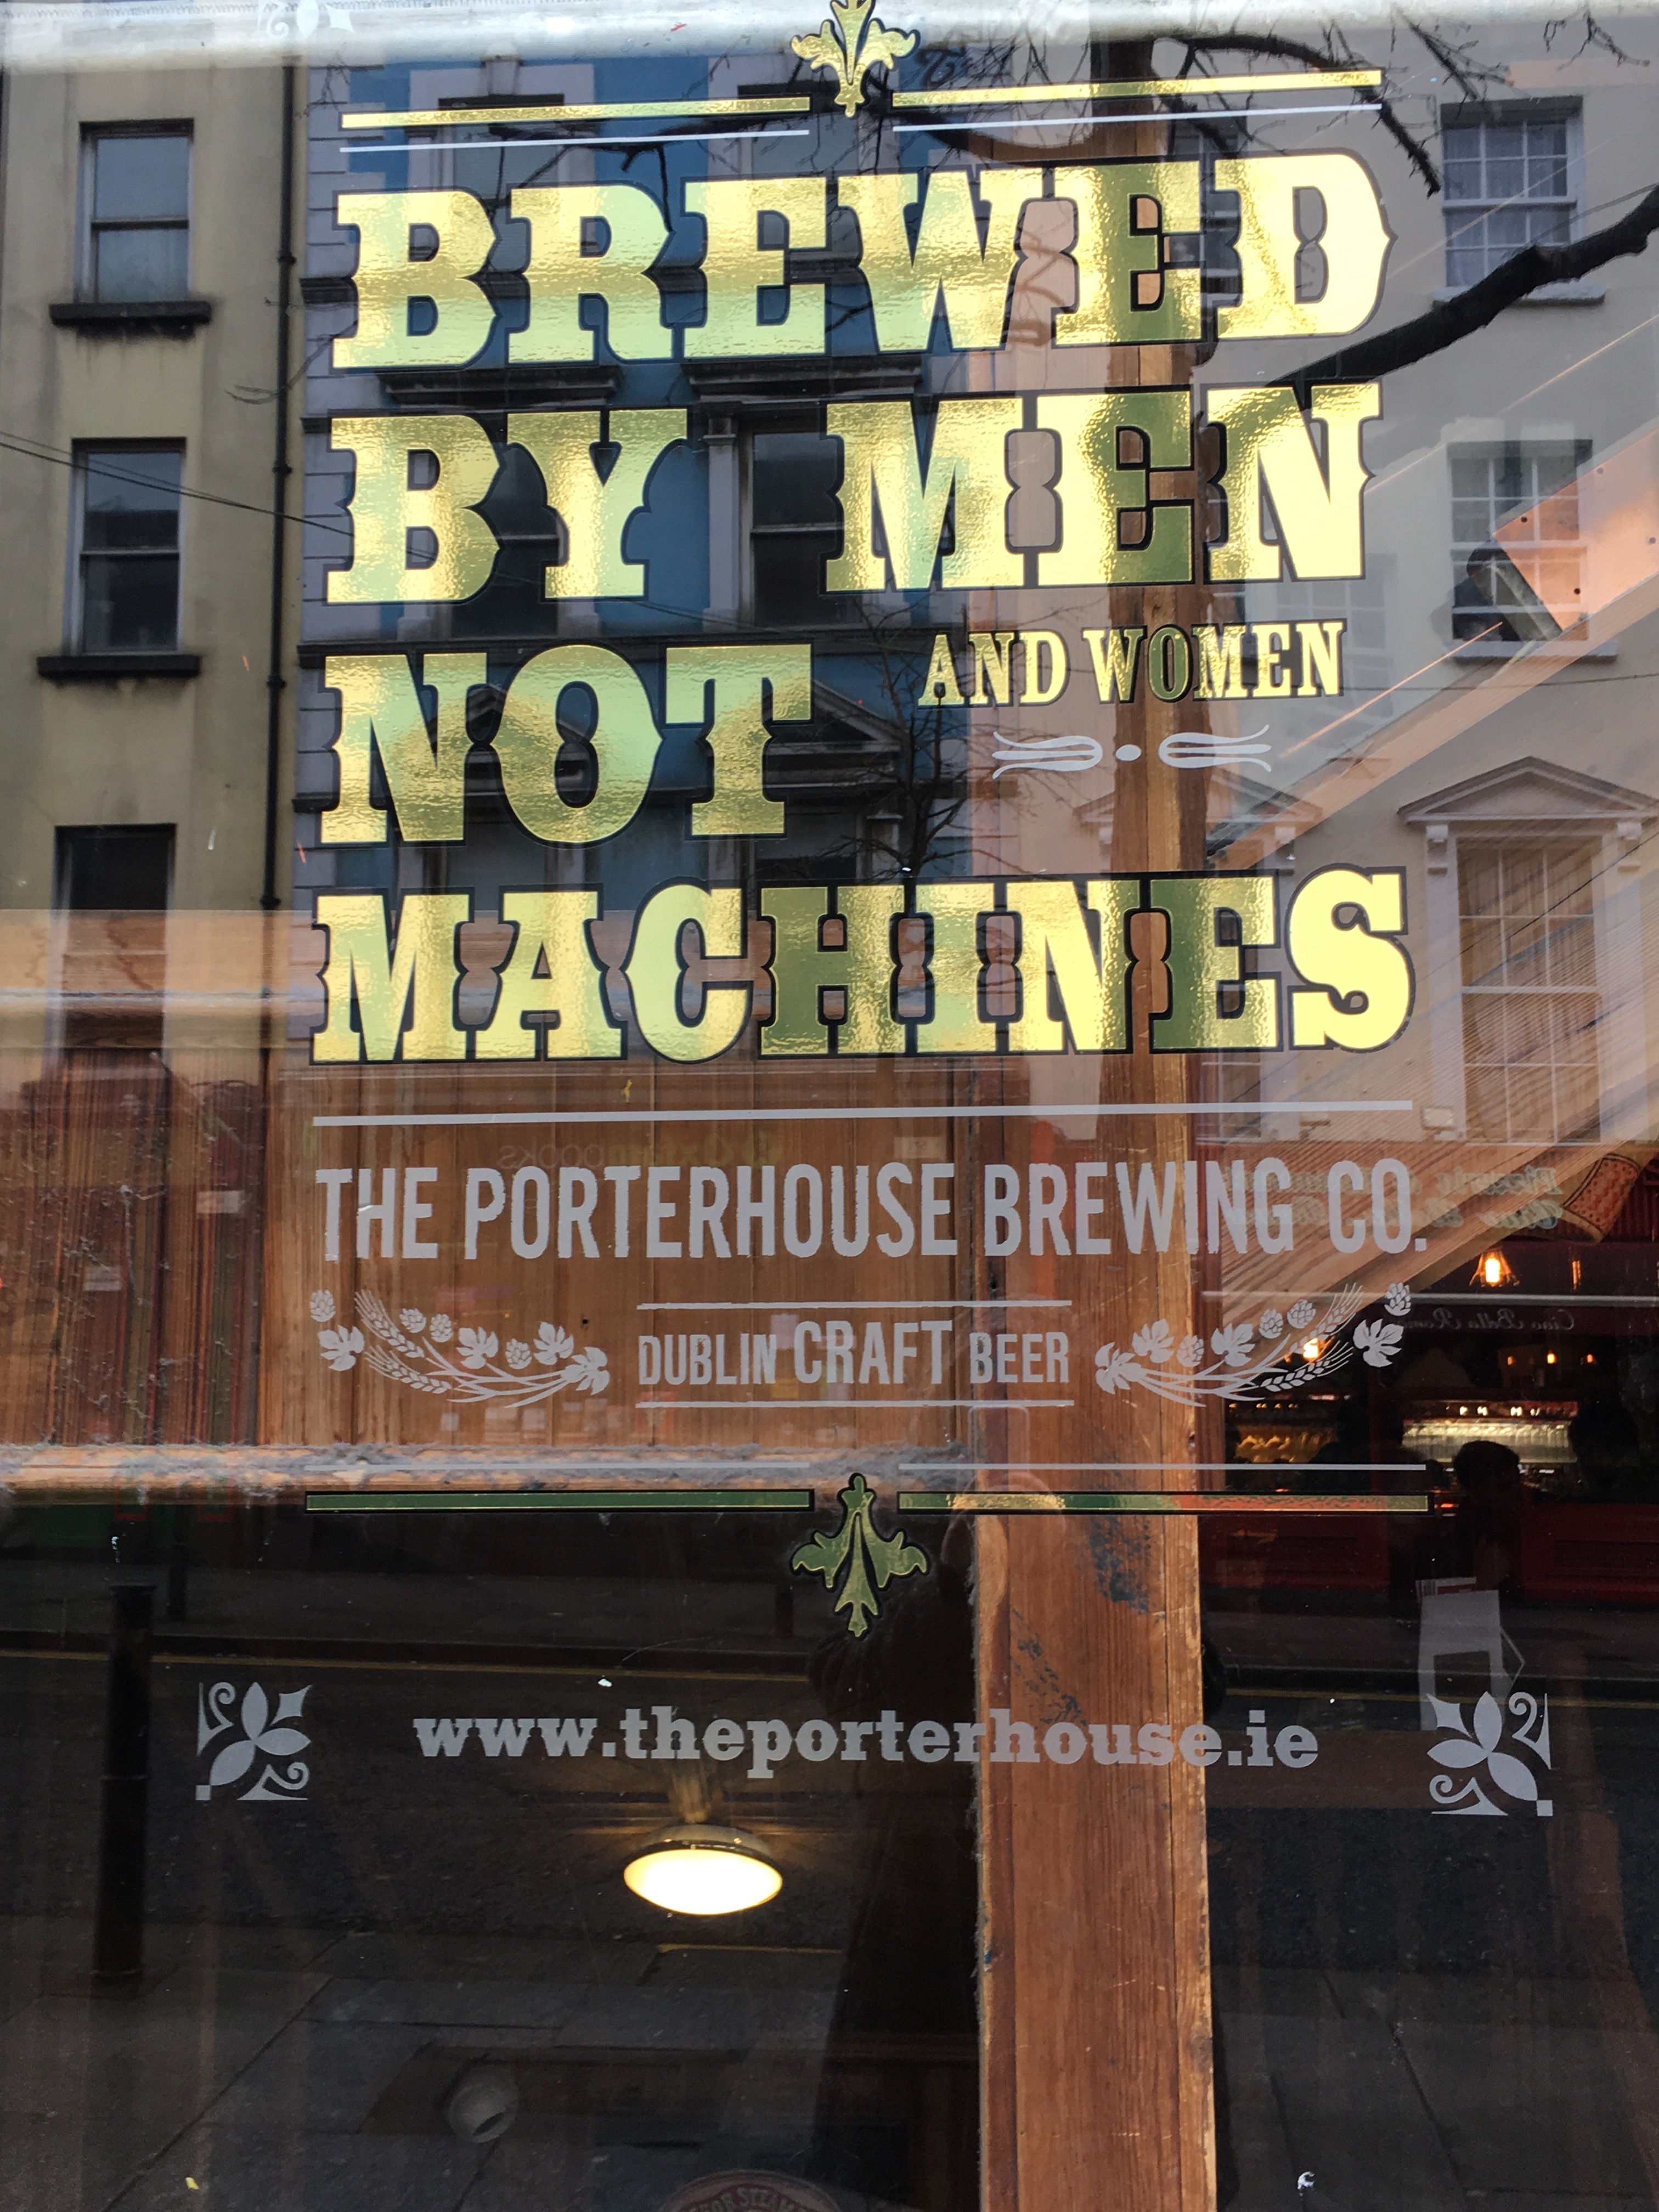 BREWED
BY MEN
AND WOMEN
NOT
MACHINES
THE PORTERHOUSE BREWING CO.
DUBLIN CRAFT BEER
www.theporterhouse.ie